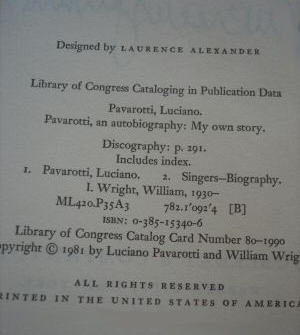 Designed by LAURENCE ALEXANDER
Library of Congress Cataloging in Publication Data
Pavarotti, Luciano.
Pavarotti, an autobiography: My own story.
Discography: p. 291.
Includes index.
1. Pavarotti, Luciano. 2. Singers—Biography.
I. Wright, William, 1930–
ML420.P35A3 782.1'092'4 [B]
ISBN: 0-385-15340-6
Library of Congress Catalog Card Number 80-1990
opyright © 1981 by Luciano Pavarotti and William Wrig
ALL RIGHTS RESERVED
RINTED IN THE UNITED STATES OF AMERICA